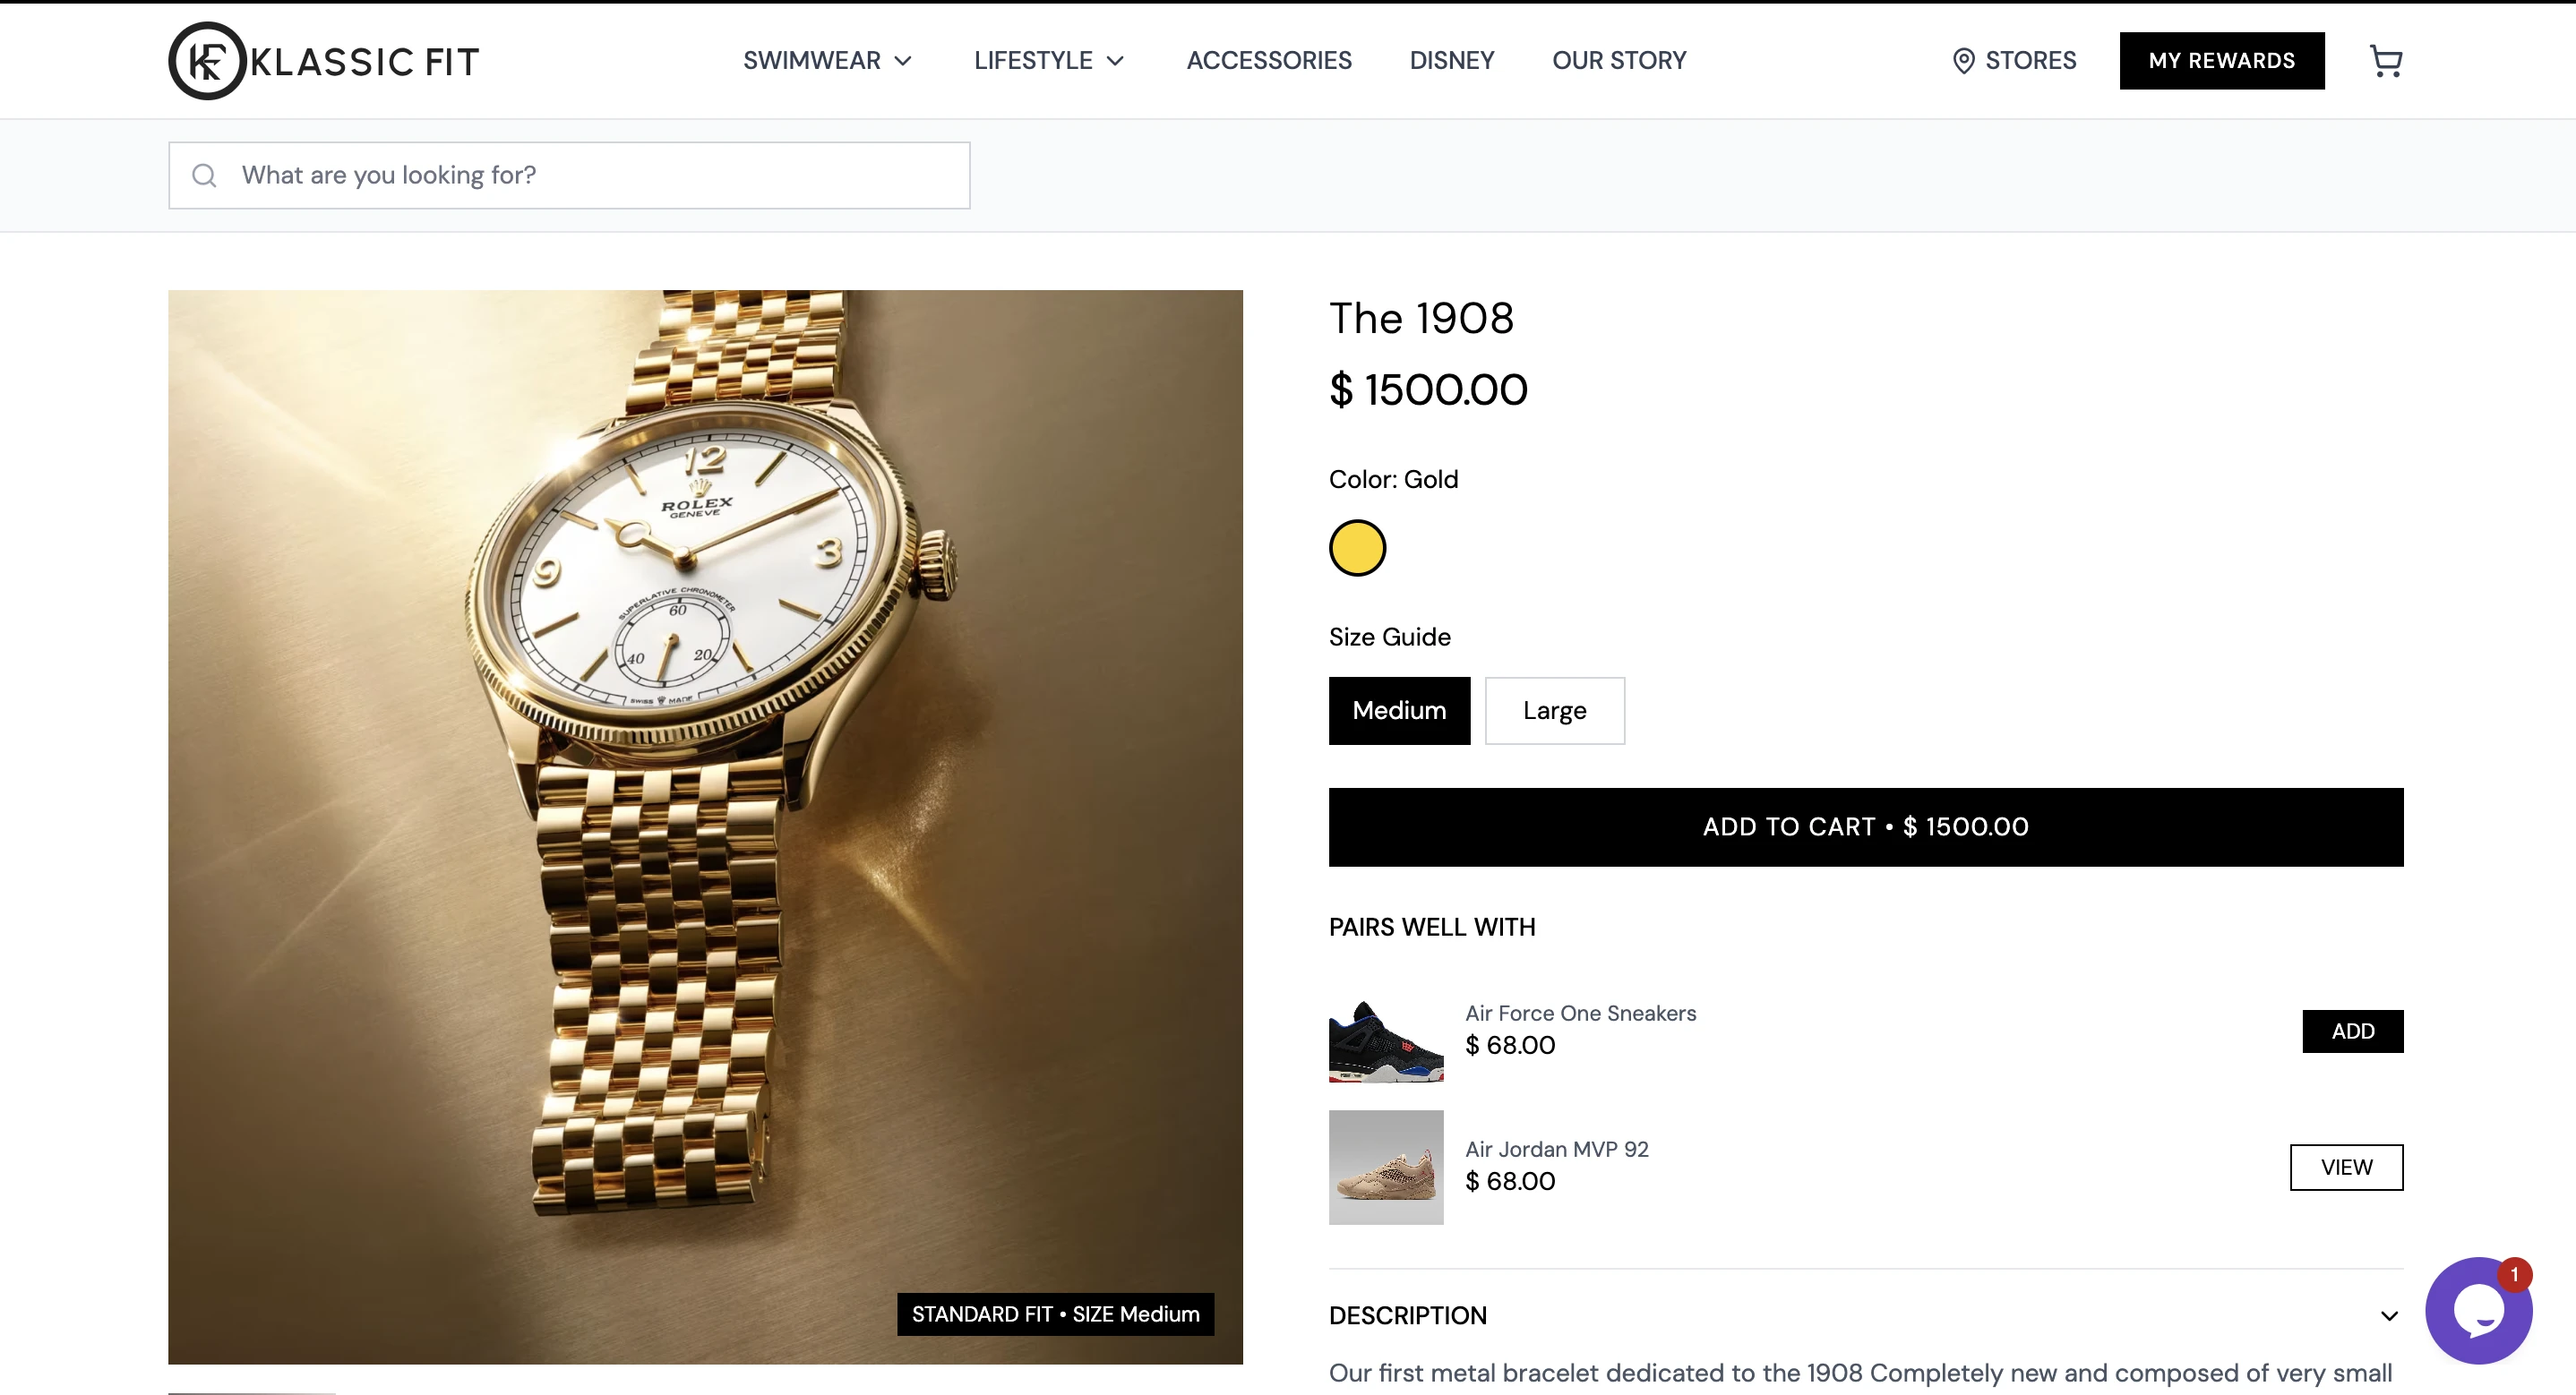 KF KLASSIC FIT
SWIMWEAR
LIFESTYLE
ACCESSORIES
DISNEY
OUR STORY
STORES
MY REWARDS
What are you looking for?
12
ROLEX
GENEVE
9
3
SUPERLATIVE CHRONOMETER
60
40
20
SWISS MADE
STANDARD FIT • SIZE Medium
The 1908
$ 1500.00
Color: Gold
Size Guide
Medium
Large
ADD TO CART • $ 1500.00
PAIRS WELL WITH
Air Force One Sneakers
$ 68.00
ADD
Air Jordan MVP 92
$ 68.00
VIEW
1
DESCRIPTION
Our first metal bracelet dedicated to the 1908 Completely new and composed of very small